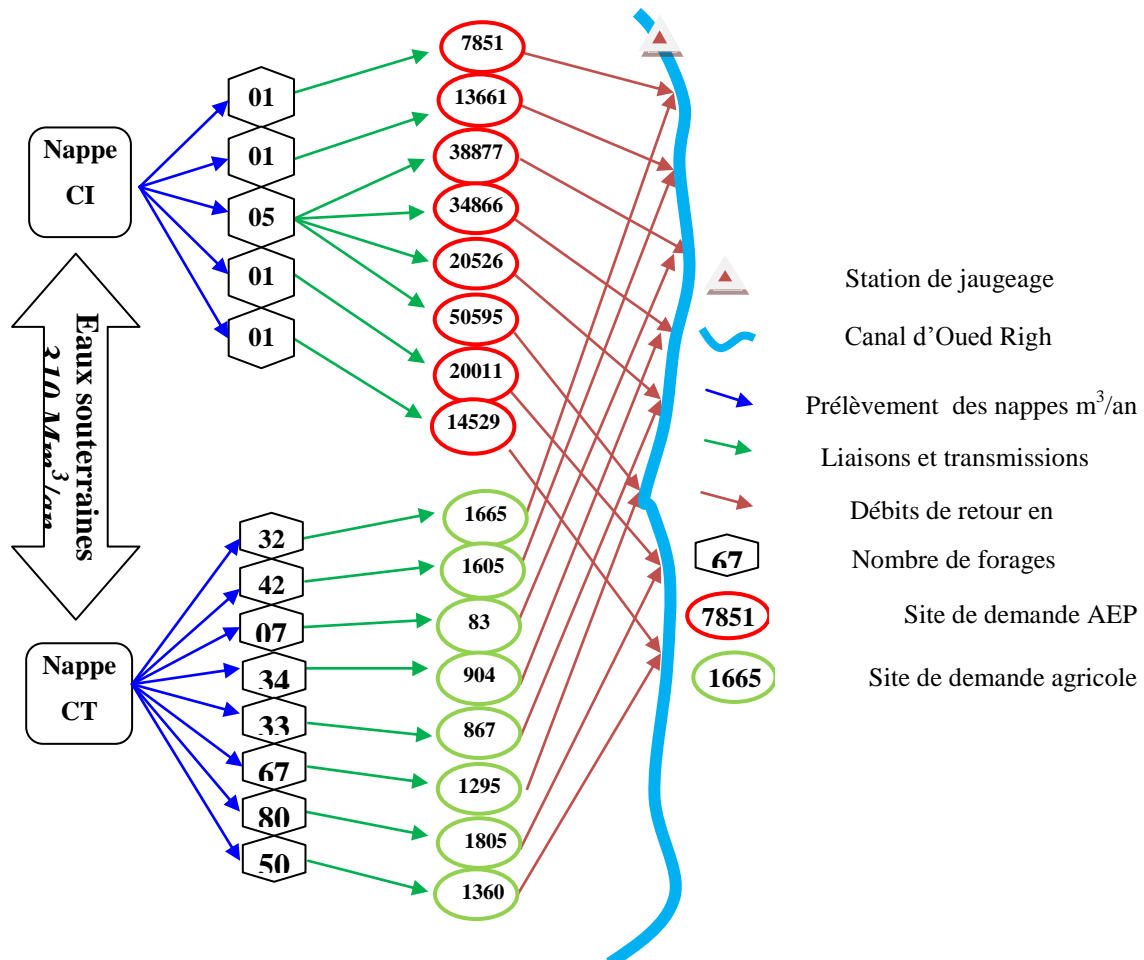 Nappe
CI
Eaux souterraines
310 Mm³/an
Nappe
CT
01
01
05
01
01
32
42
07
34
33
67
80
50
7851
13661
38877
34866
20526
50595
20011
14529
1665
1605
83
904
867
1295
1805
1360
Station de jaugeage
Canal d’Oued Righ
Prélèvement des nappes m³/an
Liaisons et transmissions
Débits de retour en
67
Nombre de forages
7851
Site de demande AEP
1665
Site de demande agricole